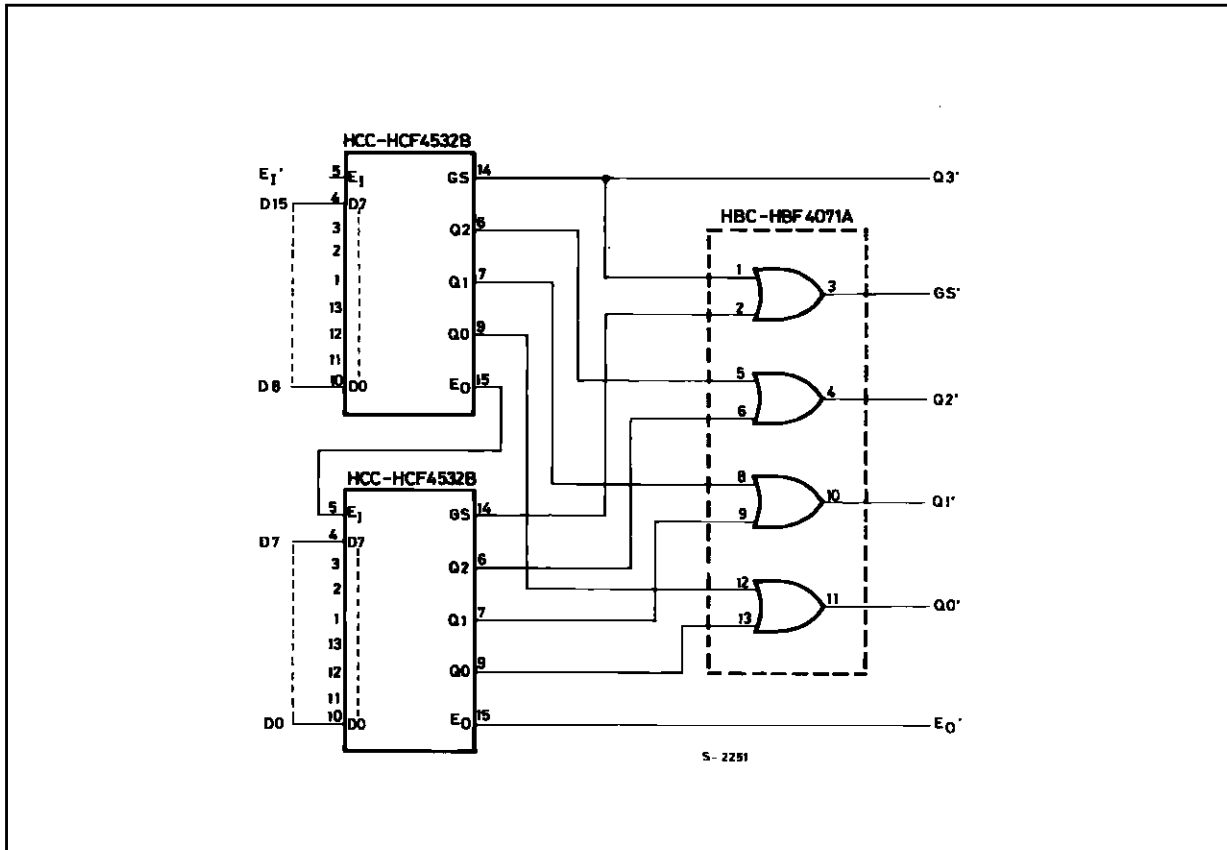 HCC-HCF4532B
E_I' 5 E_I GS 14 Q3'
D15 4 D7
3 Q2 6 HBC-HBF4071A
2
1 Q1 7 1 3 GS'
13 2
12 Q0 9
11 5 4 Q2'
D8 10 D0 E_O 15 6
HCC-HCF4532B
8 10 Q1'
5 E_I GS 14 9
D7 4 D7
3 Q2 6
2 12 11 Q0'
1 Q1 7 13
13
12 Q0 9
11
D0 10 D0 E_O 15 E_O'
S-2251